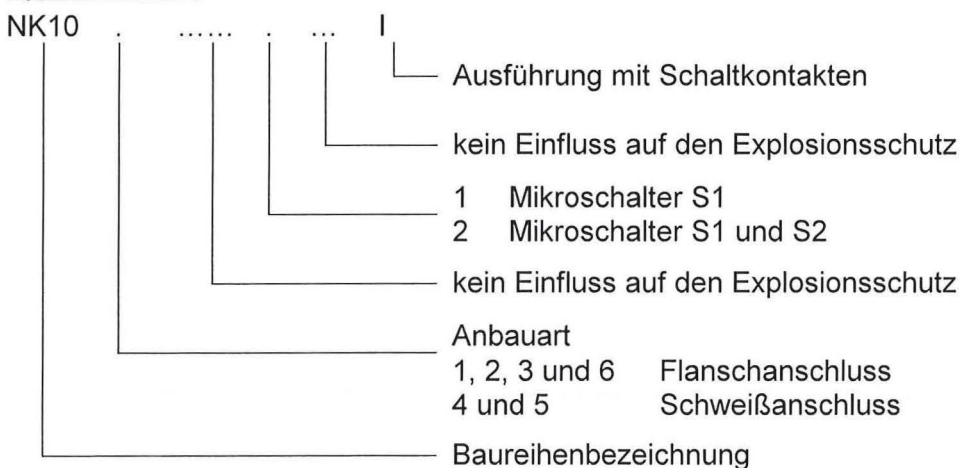 NK10 . ...... . ... I
Ausführung mit Schaltkontakten
kein Einfluss auf den Explosionsschutz
1 Mikroschalter S1
2 Mikroschalter S1 und S2
kein Einfluss auf den Explosionsschutz
Anbauart
1, 2, 3 und 6 Flanschanschluss
4 und 5 Schweißanschluss
Baureihenbezeichnung